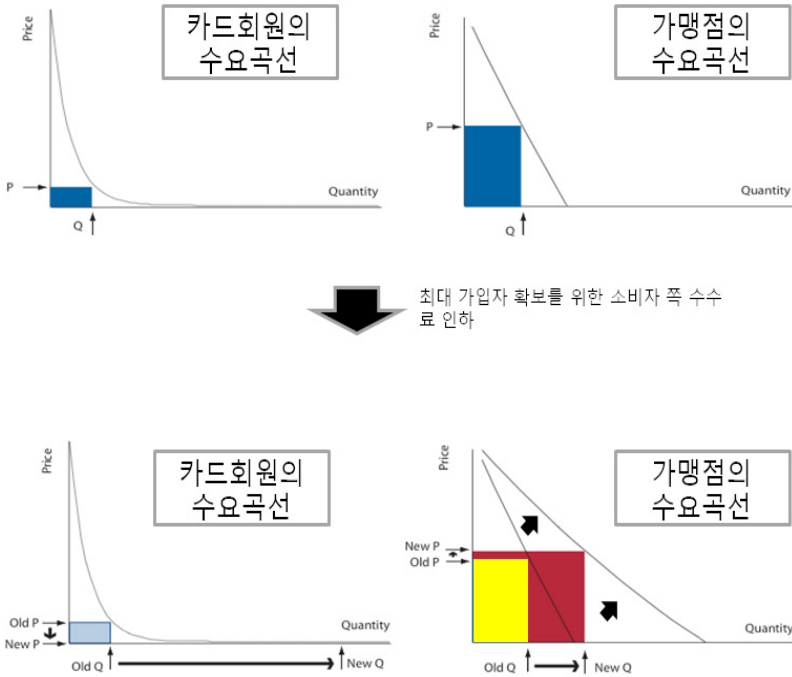 Price
카드회원의
수요곡선
P
Quantity
Q
Price
가맹점의
수요곡선
P
Quantity
Q
최대 가입자 확보를 위한 소비자 쪽 수수
료 인하
Price
카드회원의
수요곡선
Old P
New P
Quantity
Old Q
New Q
Price
가맹점의
수요곡선
New P
Old P
Quantity
Old Q
New Q